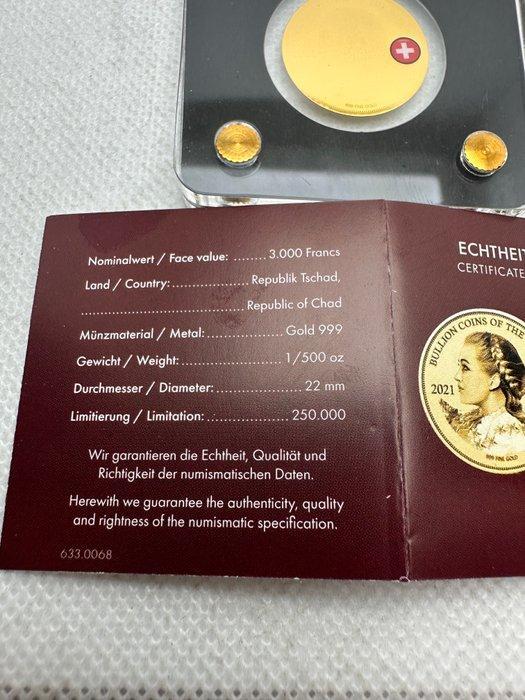 999 FINE GOLD
Nominalwert / Face value: ........ 3.000 Francs
Land / Country: .................... Republik Tschad,
.......................................... Republic of Chad
Münzmaterial / Metal: .................... Gold 999
Gewicht / Weight: .......................... 1/500 oz
Durchmesser / Diameter: ..................... 22 mm
Limitierung / Limitation: .................... 250.000
Wir garantieren die Echtheit, Qualität und
Richtigkeit der numismatischen Daten.
Herewith we guarantee the authenticity, quality
and rightness of the numismatic specification.
633.0068
ECHTHEIT
CERTIFICATE
BULLION COINS OF THE
2021
999 FINE GOLD